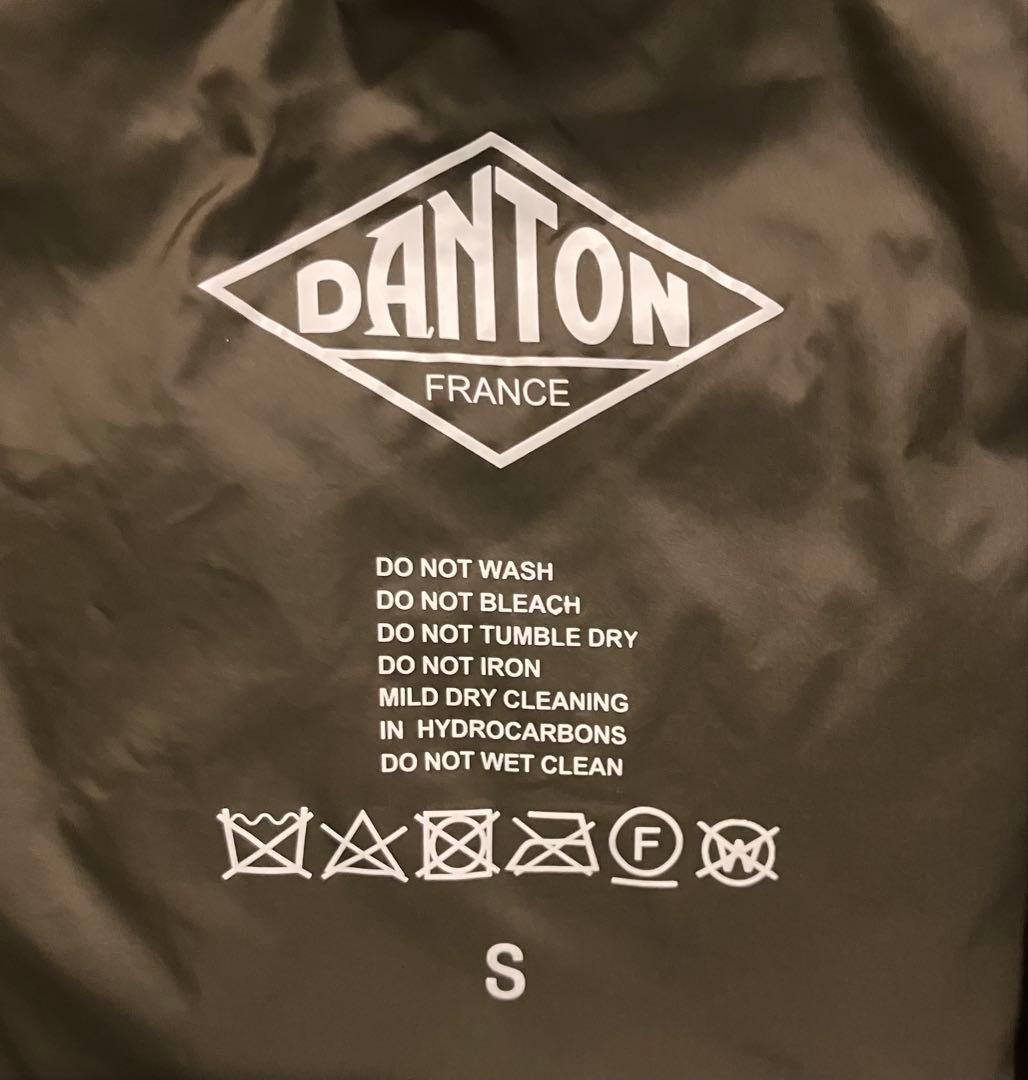 DANTON
FRANCE
DO NOT WASH
DO NOT BLEACH
DO NOT TUMBLE DRY
DO NOT IRON
MILD DRY CLEANING
IN HYDROCARBONS
DO NOT WET CLEAN
F W
S